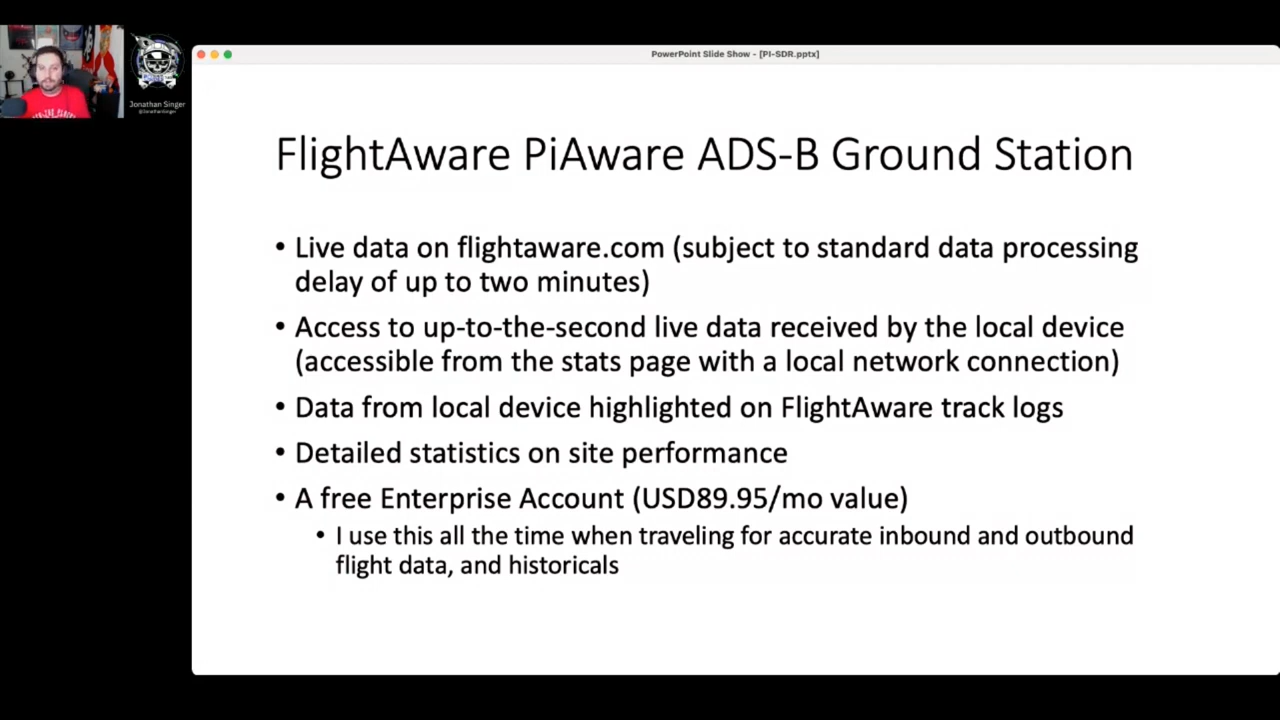 PowerPoint Slide Show - [PI-SDR.pptx]
Jonathan Singer
@JonathanSinger
FlightAware PiAware ADS-B Ground Station
• Live data on flightaware.com (subject to standard data processing
delay of up to two minutes)
• Access to up-to-the-second live data received by the local device
(accessible from the stats page with a local network connection)
• Data from local device highlighted on FlightAware track logs
• Detailed statistics on site performance
• A free Enterprise Account (USD89.95/mo value)
• I use this all the time when traveling for accurate inbound and outbound
flight data, and historicals